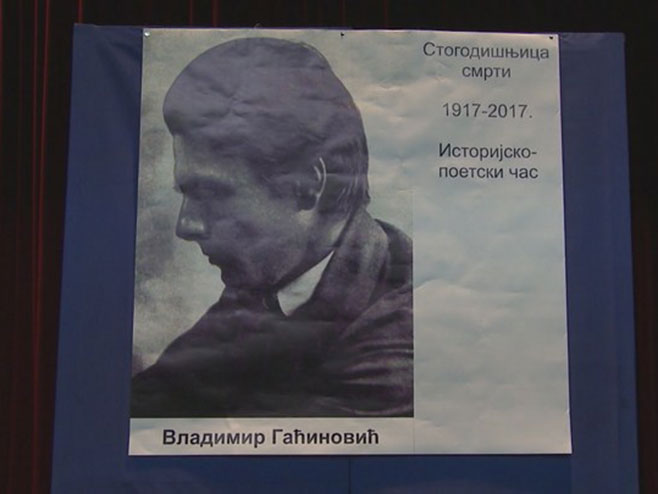 Стогодишњица
смрти
1917-2017.
Историјско-
поетски час
Владимир Гаћиновић